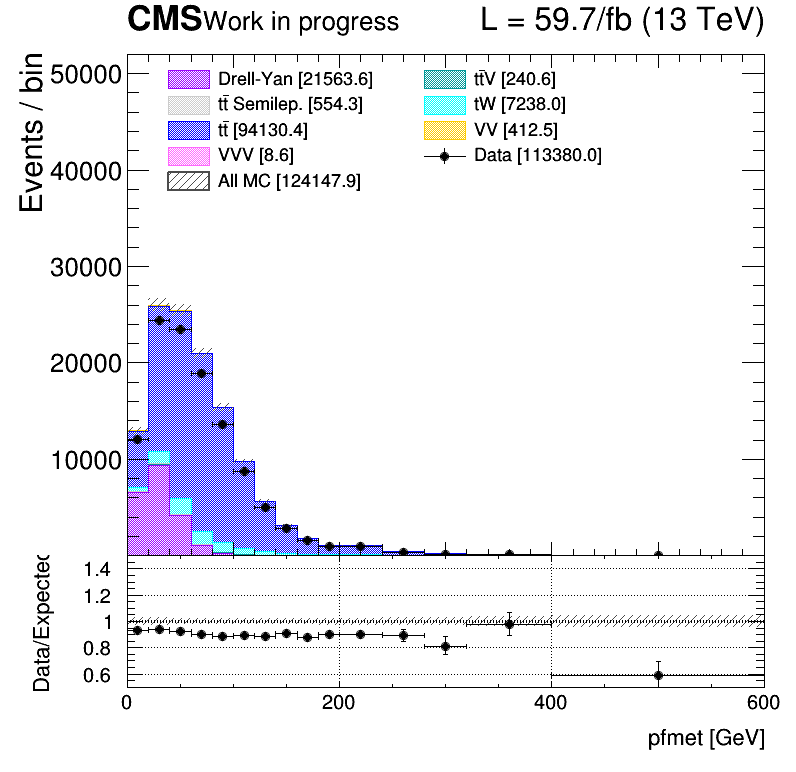 CMS Work in progress L = 59.7/fb (13 TeV)
Events / bin
50000
40000
30000
20000
10000
Drell-Yan [21563.6]
tt̄ Semilep. [554.3]
tt̄ [94130.4]
VVV [8.6]
All MC [124147.9]
tt̄V [240.6]
tW [7238.0]
VV [412.5]
Data [113380.0]
Data/Expected
1.4
1.2
1
0.8
0.6
0 200 400 600
pfmet [GeV]